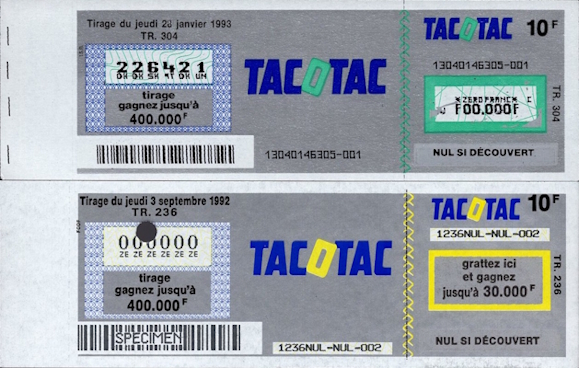 Tirage du jeudi 28 janvier 1993
TR. 304
226421
tirage
gagnez jusqu'à
400.000F
TACOTAC
13040146305-001
TACOTAC
10F
13040146305-001
ZERO FRANC
F00.000F
TR. 304
NUL SI DÉCOUVERT
Tirage du jeudi 3 septembre 1992
TR. 236
000000
ZE ZE ZE ZE ZE ZE
tirage
gagnez jusqu'à
400.000F
SPECIMEN
TACOTAC
1236NUL-NUL-002
TACOTAC
10F
1236NUL-NUL-002
grattez ici
et gagnez
jusqu'à 30.000F
TR. 236
NUL SI DÉCOUVERT